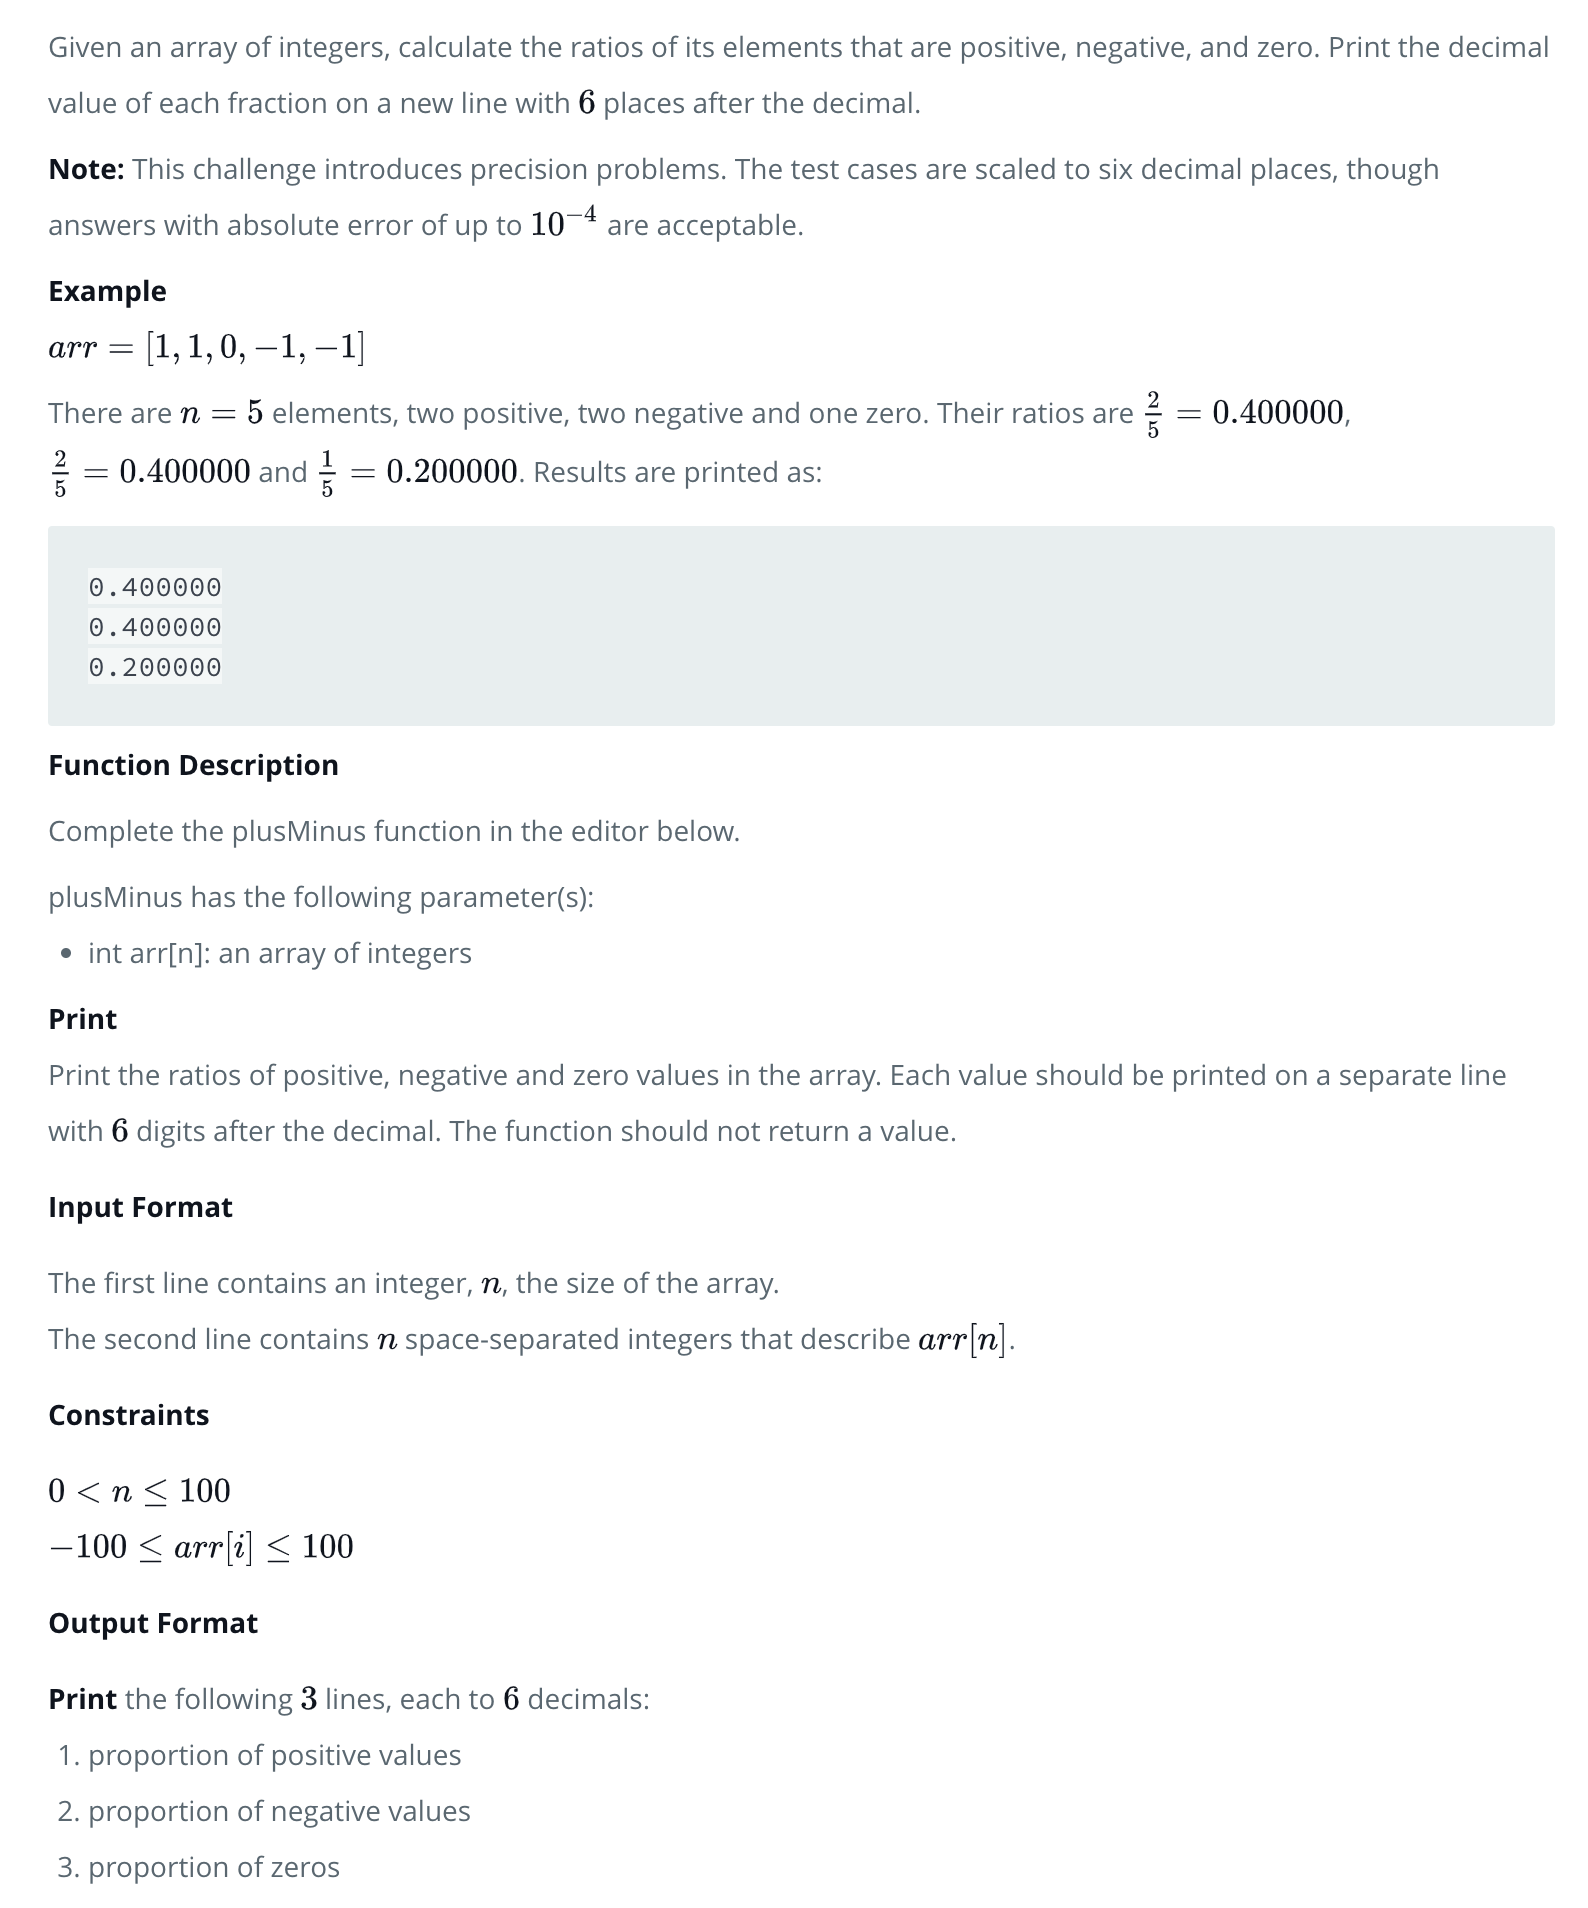 Given an array of integers, calculate the ratios of its elements that are positive, negative, and zero. Print the decimal
value of each fraction on a new line with 6 places after the decimal.
Note: This challenge introduces precision problems. The test cases are scaled to six decimal places, though
answers with absolute error of up to 10⁻⁴ are acceptable.
Example
arr = [1, 1, 0, −1, −1]
There are n = 5 elements, two positive, two negative and one zero. Their ratios are 2/5 = 0.400000,
2/5 = 0.400000 and 1/5 = 0.200000. Results are printed as:
0.400000
0.400000
0.200000
Function Description
Complete the plusMinus function in the editor below.
plusMinus has the following parameter(s):
• int arr[n]: an array of integers
Print
Print the ratios of positive, negative and zero values in the array. Each value should be printed on a separate line
with 6 digits after the decimal. The function should not return a value.
Input Format
The first line contains an integer, n, the size of the array.
The second line contains n space-separated integers that describe arr[n].
Constraints
0 < n ≤ 100
−100 ≤ arr[i] ≤ 100
Output Format
Print the following 3 lines, each to 6 decimals:
1. proportion of positive values
2. proportion of negative values
3. proportion of zeros